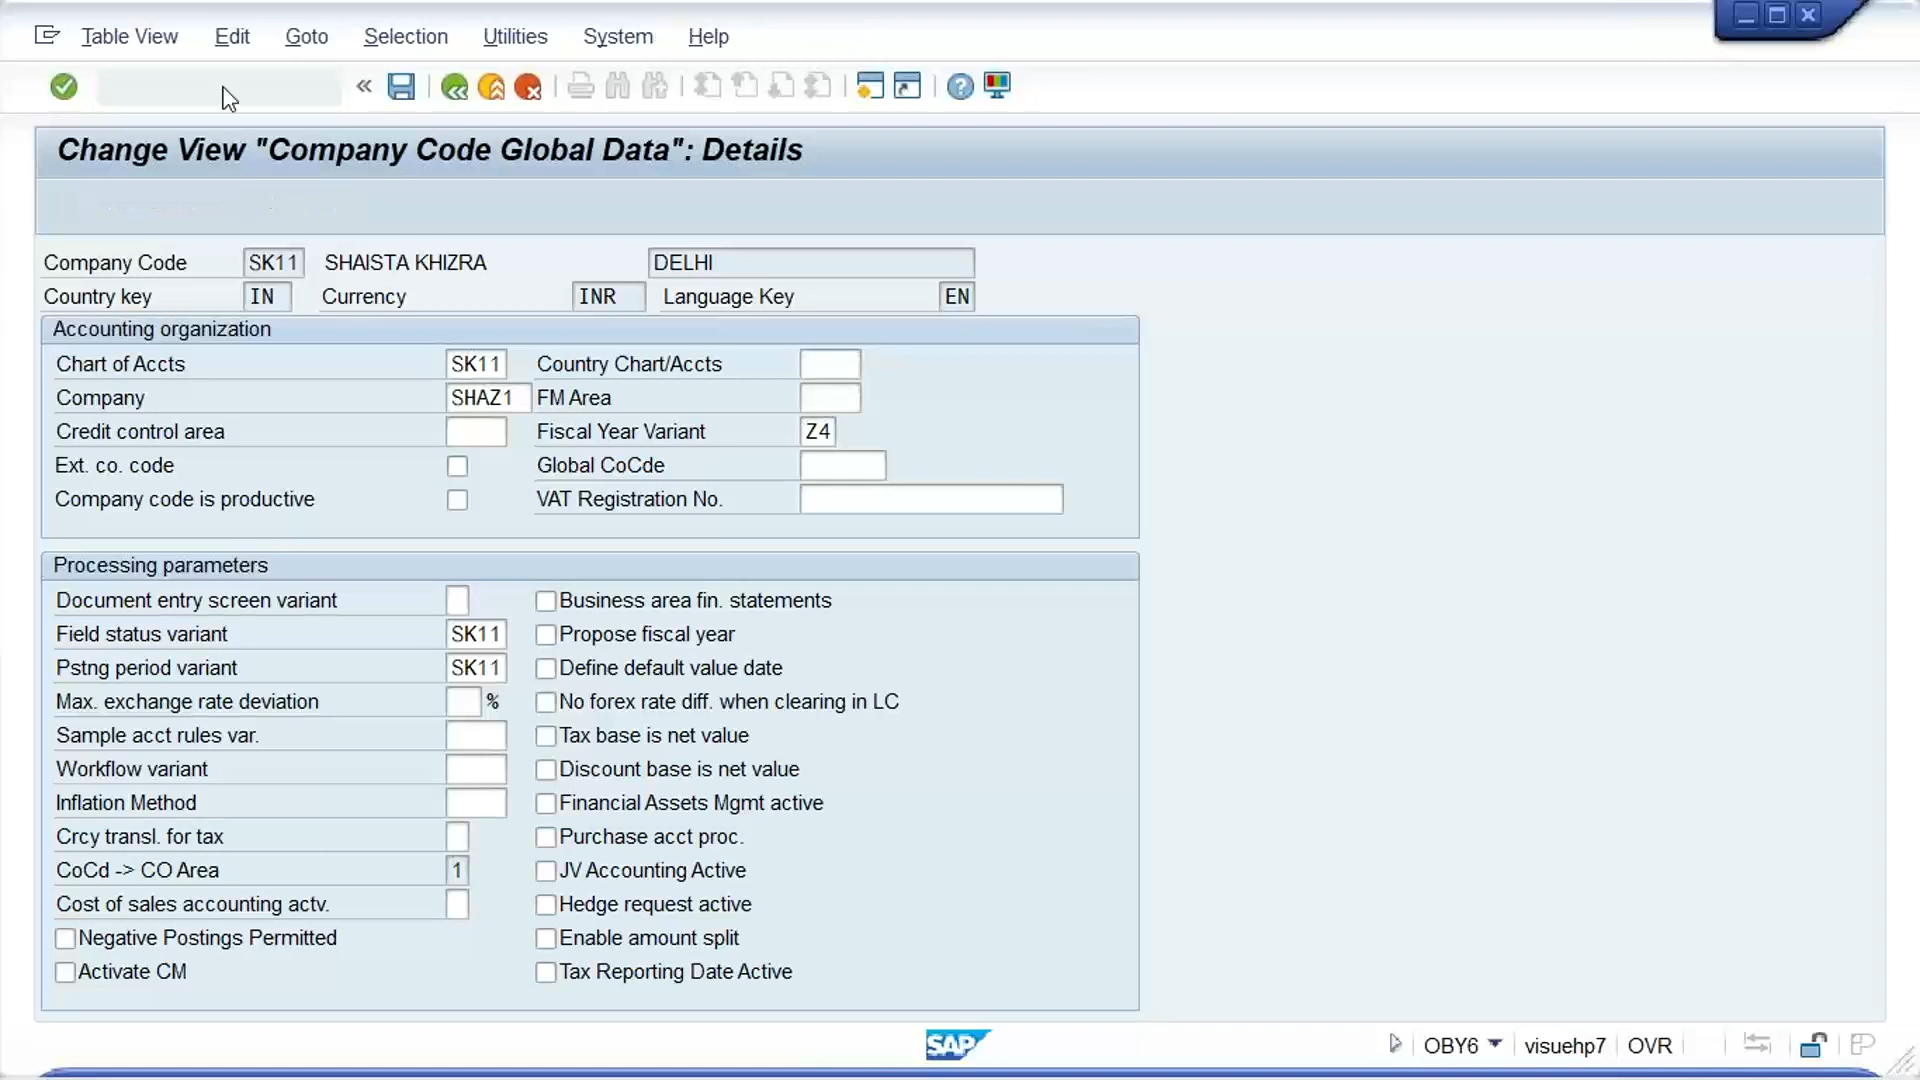 Table View Edit Goto Selection Utilities System Help
Change View "Company Code Global Data": Details
Company Code SK11 SHAISTA KHIZRA DELHI
Country key IN Currency INR Language Key EN
Accounting organization
Chart of Accts SK11 Country Chart/Accts
Company SHAZ1 FM Area
Credit control area Fiscal Year Variant Z4
Ext. co. code Global CoCde
Company code is productive VAT Registration No.
Processing parameters
Document entry screen variant Business area fin. statements
Field status variant SK11 Propose fiscal year
Pstng period variant SK11 Define default value date
Max. exchange rate deviation % No forex rate diff. when clearing in LC
Sample acct rules var. Tax base is net value
Workflow variant Discount base is net value
Inflation Method Financial Assets Mgmt active
Crcy transl. for tax Purchase acct proc.
CoCd -> CO Area 1 JV Accounting Active
Cost of sales accounting actv. Hedge request active
Negative Postings Permitted Enable amount split
Activate CM Tax Reporting Date Active
SAP OBY6 visuehp7 OVR